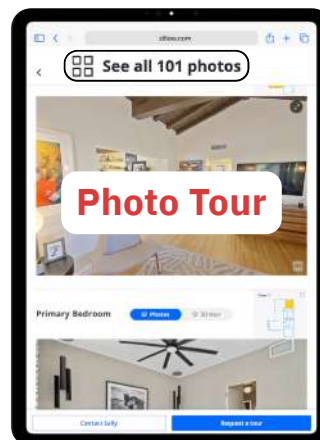 zillow.com
See all 101 photos
Photo Tour
Primary Bedroom
Photos
3D tour
Contact Sally
Request a tour